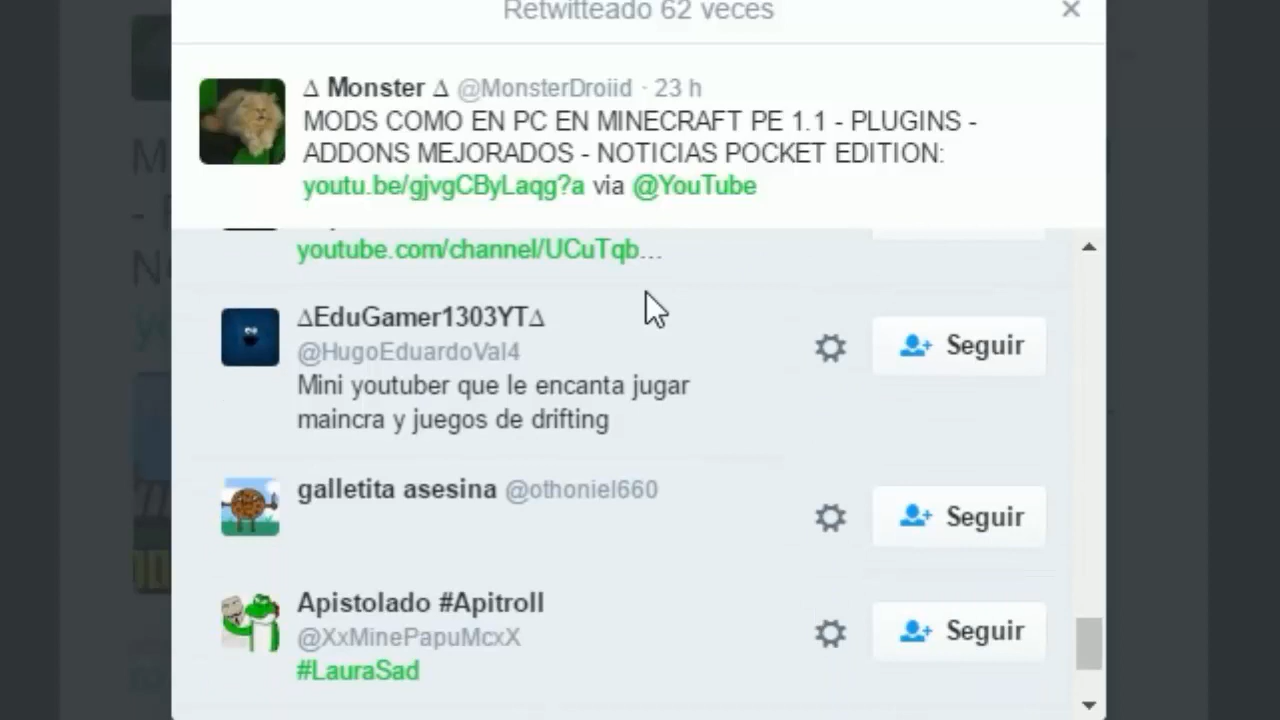 Retwitteado 62 veces
∆ Monster ∆ @MonsterDroiid · 23 h
MODS COMO EN PC EN MINECRAFT PE 1.1 - PLUGINS -
ADDONS MEJORADOS - NOTICIAS POCKET EDITION:
youtu.be/gjvgCByLaqg?a via @YouTube
youtube.com/channel/UCuTqb...
∆EduGamer1303YT∆
@HugoEduardoVal4
Seguir
Mini youtuber que le encanta jugar
maincra y juegos de drifting
galletita asesina @othoniel660
Seguir
Apistolado #Apitroll
@XxMinePapuMcxX
Seguir
#LauraSad